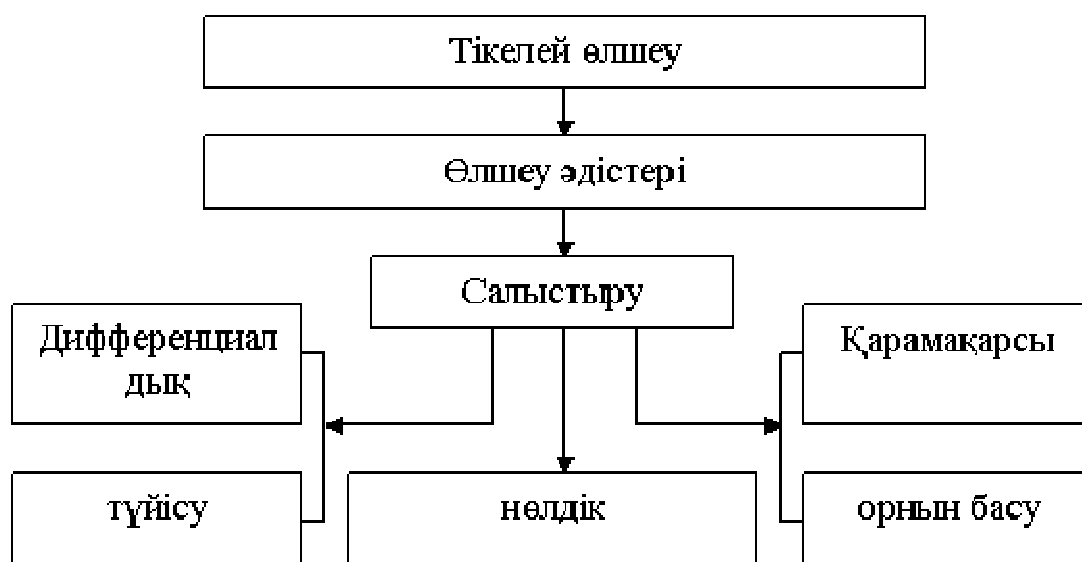 Тікелей өлшеу
Өлшеу әдістері
Салыстыру
Дифференциал
дық
Қарамақарсы
түйісу
нөлдік
орнын басу